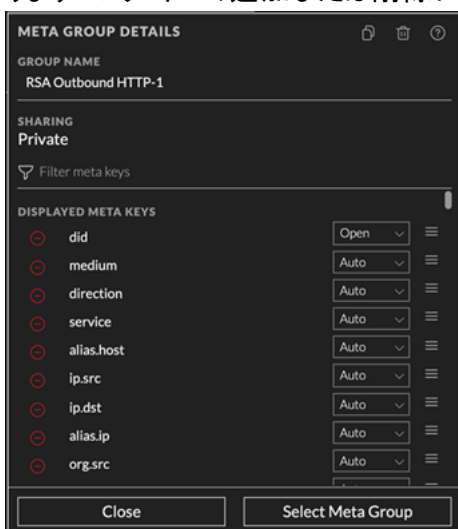 META GROUP DETAILS
GROUP NAME
RSA Outbound HTTP-1
SHARING
Private
Filter meta keys
DISPLAYED META KEYS
did Open
medium Auto
direction Auto
service Auto
alias.host Auto
ip.src Auto
ip.dst Auto
alias.ip Auto
org.src Auto
Close Select Meta Group